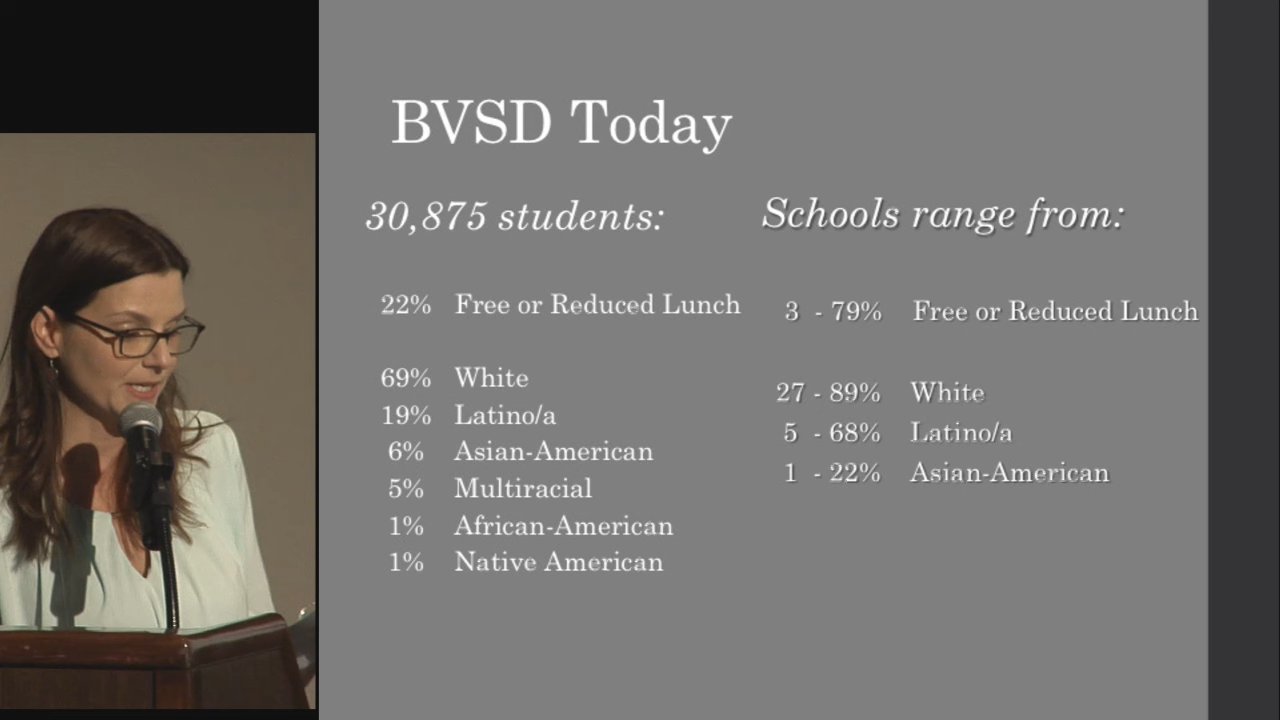 BVSD Today
30,875 students:
22% Free or Reduced Lunch
69% White
19% Latino/a
6% Asian-American
5% Multiracial
1% African-American
1% Native American
Schools range from:
3 - 79% Free or Reduced Lunch
27 - 89% White
5 - 68% Latino/a
1 - 22% Asian-American